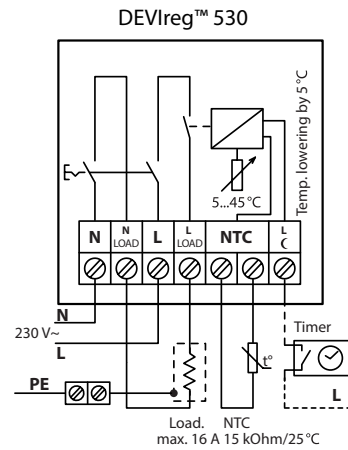 DEVIreg™ 530
Temp. lowering by 5 °C
5...45 °C
N N LOAD L L LOAD NTC L ☾
N
230 V~
L
Timer
t°
PE
L
Load. NTC
max. 16 A 15 kOhm/25 °C